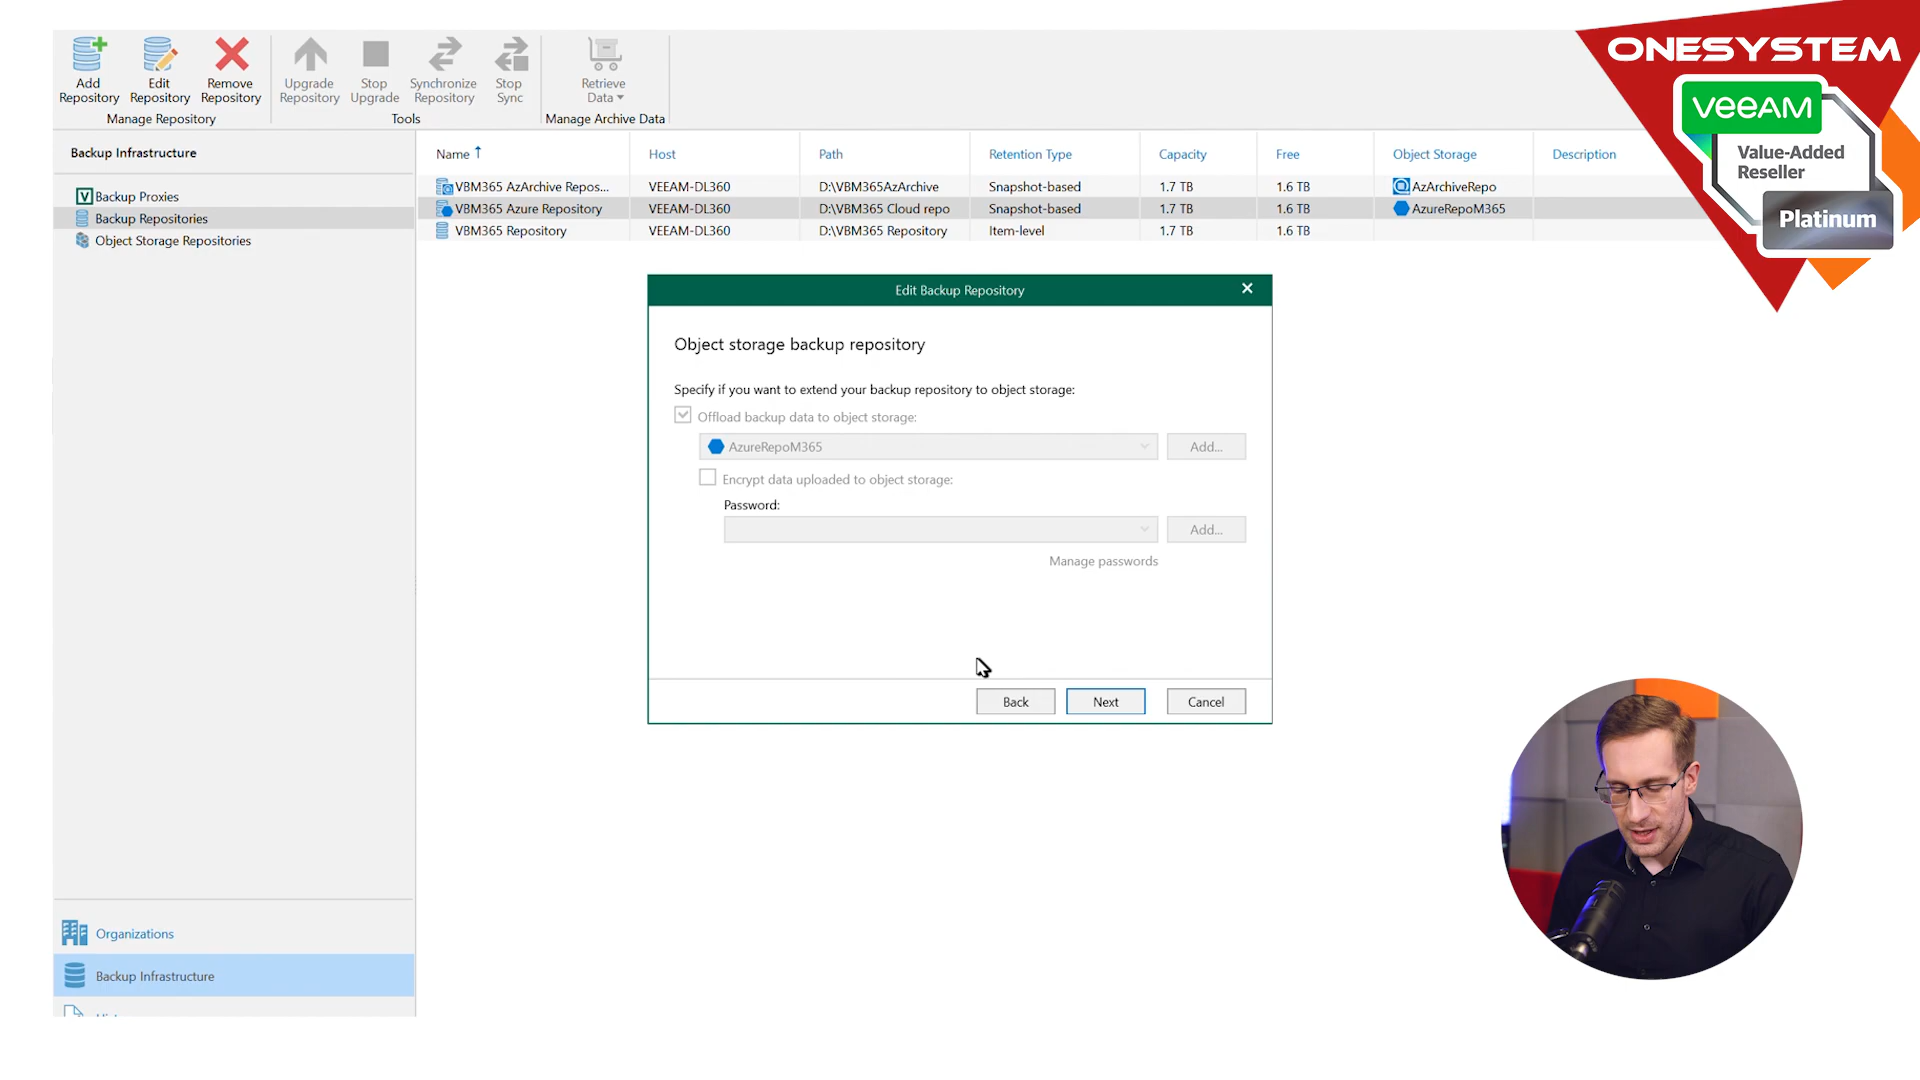 Add Repository
Edit Repository
Remove Repository
Upgrade Repository
Stop Upgrade
Synchronize Repository
Stop Sync
Retrieve Data
Manage Repository
Tools
Manage Archive Data
ONESYSTEM
veeAM
Value-Added
Reseller
Platinum
Backup Infrastructure
Backup Proxies
Backup Repositories
Object Storage Repositories
Name Host Path Retention Type Capacity Free Object Storage Description
VBM365 AzArchive Repos... VEEAM-DL360 D:\VBM365AzArchive Snapshot-based 1.7 TB 1.6 TB AzArchiveRepo
VBM365 Azure Repository VEEAM-DL360 D:\VBM365 Cloud repo Snapshot-based 1.7 TB 1.6 TB AzureRepoM365
VBM365 Repository VEEAM-DL360 D:\VBM365 Repository Item-level 1.7 TB 1.6 TB
Edit Backup Repository
Object storage backup repository
Specify if you want to extend your backup repository to object storage:
Offload backup data to object storage:
AzureRepoM365 Add...
Encrypt data uploaded to object storage:
Password:
Add...
Manage passwords
Back Next Cancel
Organizations
Backup Infrastructure